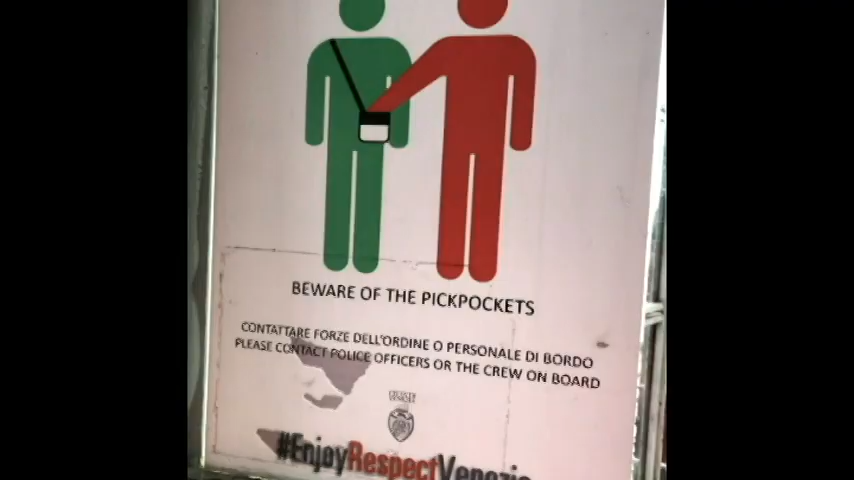 BEWARE OF THE PICKPOCKETS
CONTATTARE FORZE DELL'ORDINE O PERSONALE DI BORDO
PLEASE CONTACT POLICE OFFICERS OR THE CREW ON BOARD
#EnjoyRespectVenezia